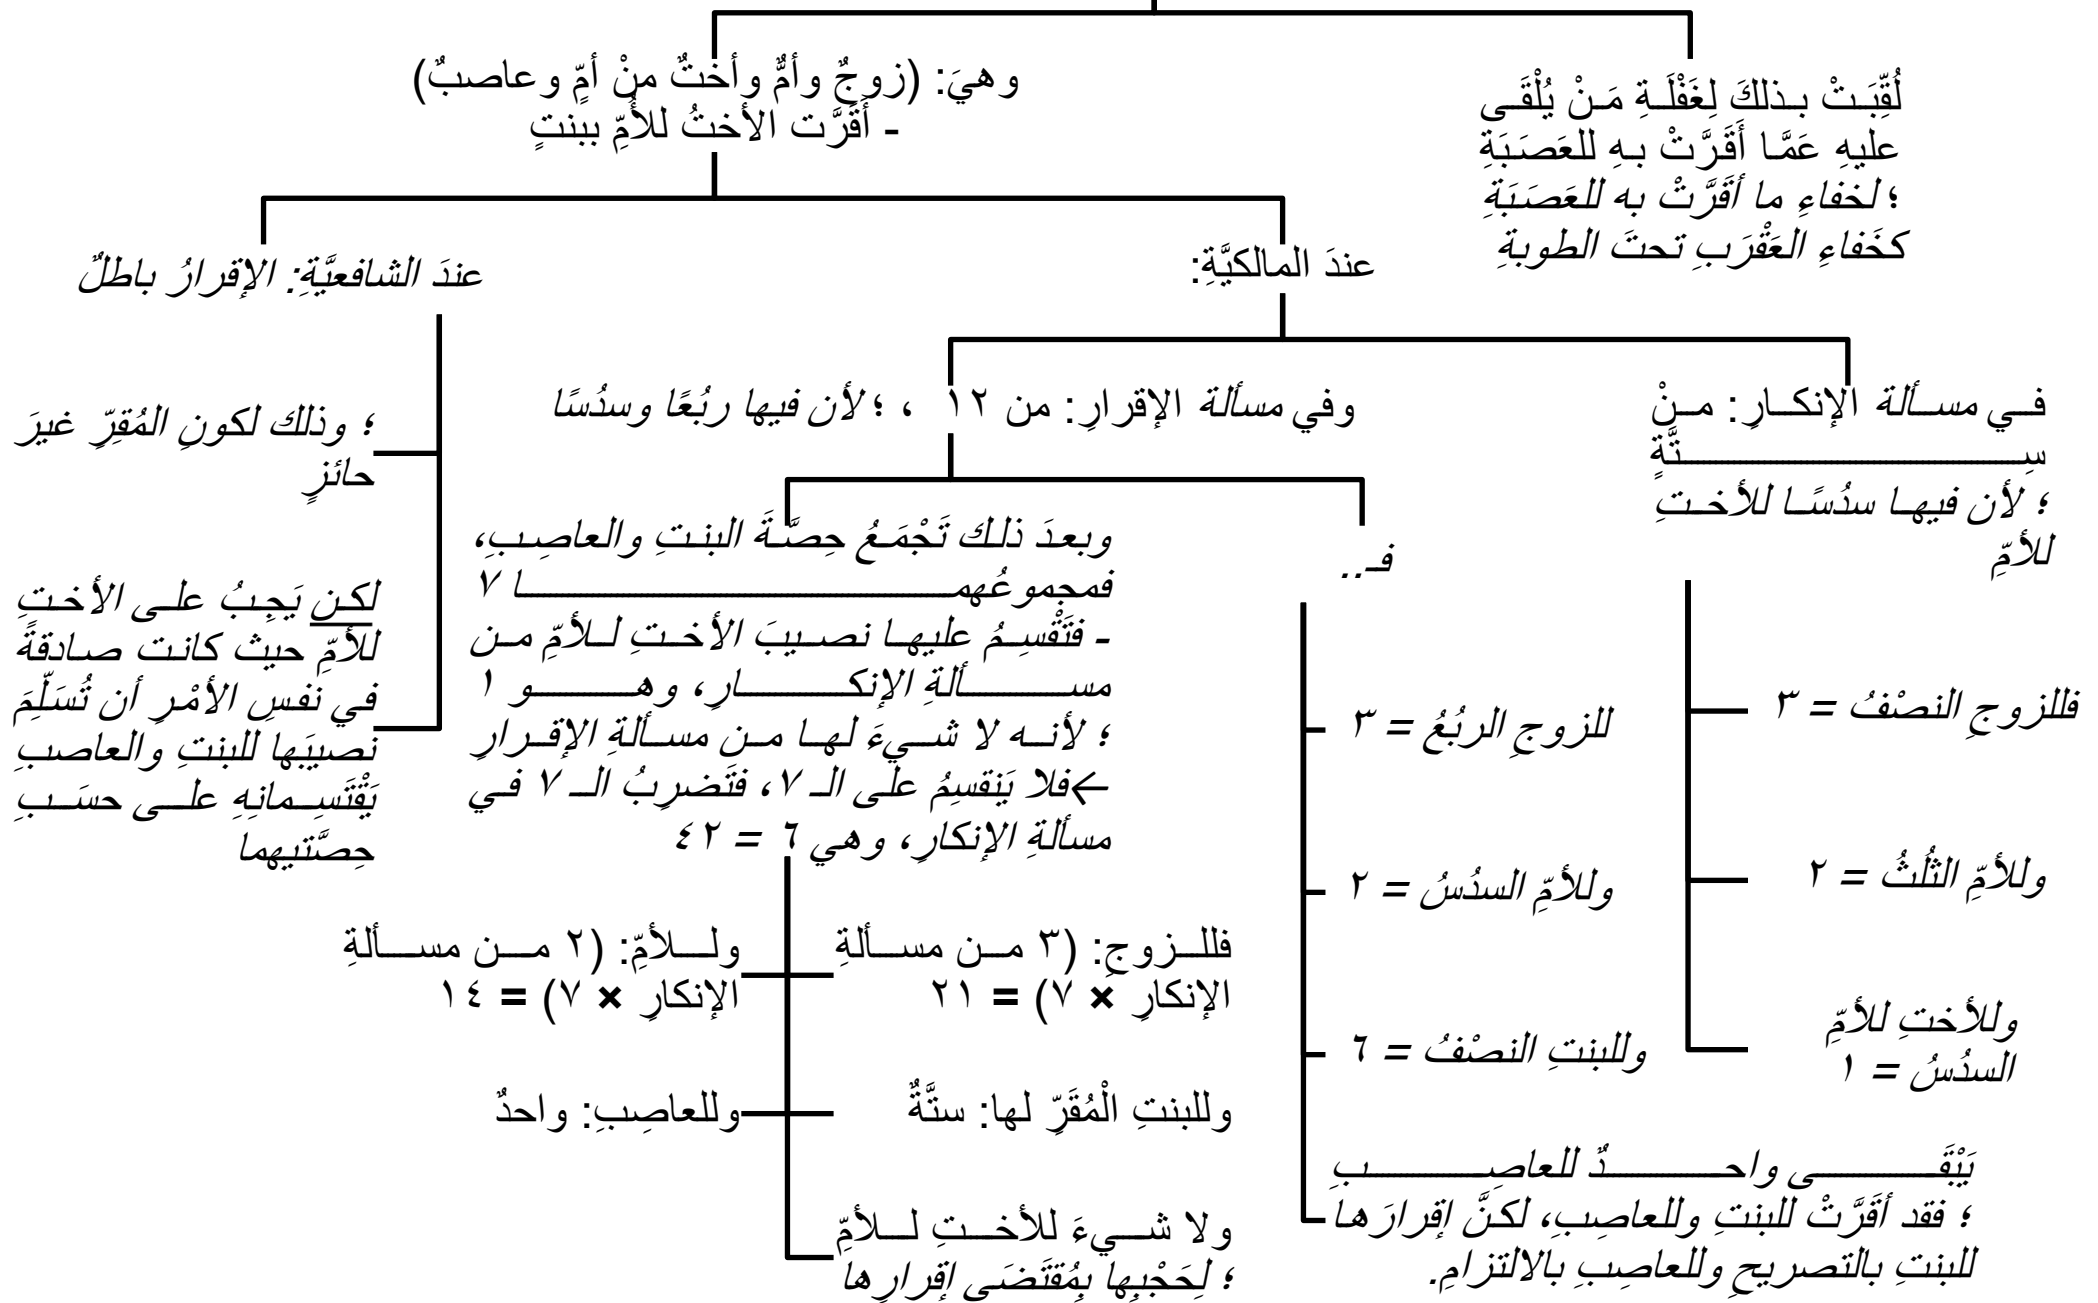 لُقِّبَتْ بذلكَ لِغَفْلَةِ مَنْ يُلْقَى
عليهِ عَمَّا أَقَرَّتْ بهِ للعَصَبَةِ
؛ لخفاءِ ما أقَرَّتْ به للعَصَبَةِ
كخَفاءِ العَقْرَبِ تحتَ الطوبةِ
وهيَ: (زوجٌ وأمٌّ وأختٌ منْ أمٍّ وعاصبٌ)
- أَقَرَّت الأختُ للأُمِّ ببنتٍ
عندَ المالكيَّةِ:
في مسألة الإنكارِ: منْ
سِتَّةٍ
؛ لأن فيها سدُسًا للأختِ
للأمِّ
فللزوجِ النصْفُ = ٣
وللأمِّ الثُلُثُ = ٢
وللأختِ للأمِّ
السدُسُ = ١
وفي مسألة الإقرارِ: من ١٢ ، ؛ لأن فيها ربُعًا وسدُسًا
فـ..
للزوجِ الربُعُ = ٣
وللأمِّ السدُسُ = ٢
وللبنتِ النصْفُ = ٦
يَبْقَى واحدٌ للعاصِبِ
؛ فقد أقَرَّتْ للبنتِ وللعاصِبِ، لكنَّ إقرارَها
للبنتِ بالتصريحِ وللعاصِبِ بالالتزامِ.
وبعدَ ذلك تَجْمَعُ حِصَّةَ البنتِ والعاصِبِ،
فمجموعُهما ٧
- فتَقْسِمُ عليها نصيبَ الأختِ للأمِّ من
مسألةِ الإنكارِ، وهو ١
؛ لأنه لا شيءَ لها من مسألةِ الإقرارِ
←فلا يَنقسِمُ على الـ ٧، فتَضرِبُ الـ ٧ في
مسألةِ الإنكارِ، وهي ٦ = ٤٢
فللزوجِ: (٣ من مسألةِ
الإنكارِ × ٧) = ٢١
وللأمِّ: (٢ من مسألةِ
الإنكارِ × ٧) = ١٤
وللبنتِ الْمُقَرِّ لها: ستَّةٌ
وللعاصِبِ: واحدٌ
ولا شيءَ للأختِ للأمِّ
؛ لِحَجْبِها بِمُقتَضَى إقرارِها
عندَ الشافعيَّةِ: الإقرارُ باطلٌ
؛ وذلك لكونِ المُقِرِّ غيرَ
حائزٍ
لكن يَجِبُ على الأختِ
للأمِّ حيث كانت صادقةً
في نفسِ الأمْرِ أن تُسَلِّمَ
نصيبَها للبنتِ والعاصبِ
يَقْتَسِمانِهِ على حسَبِ
حِصَّتيهما